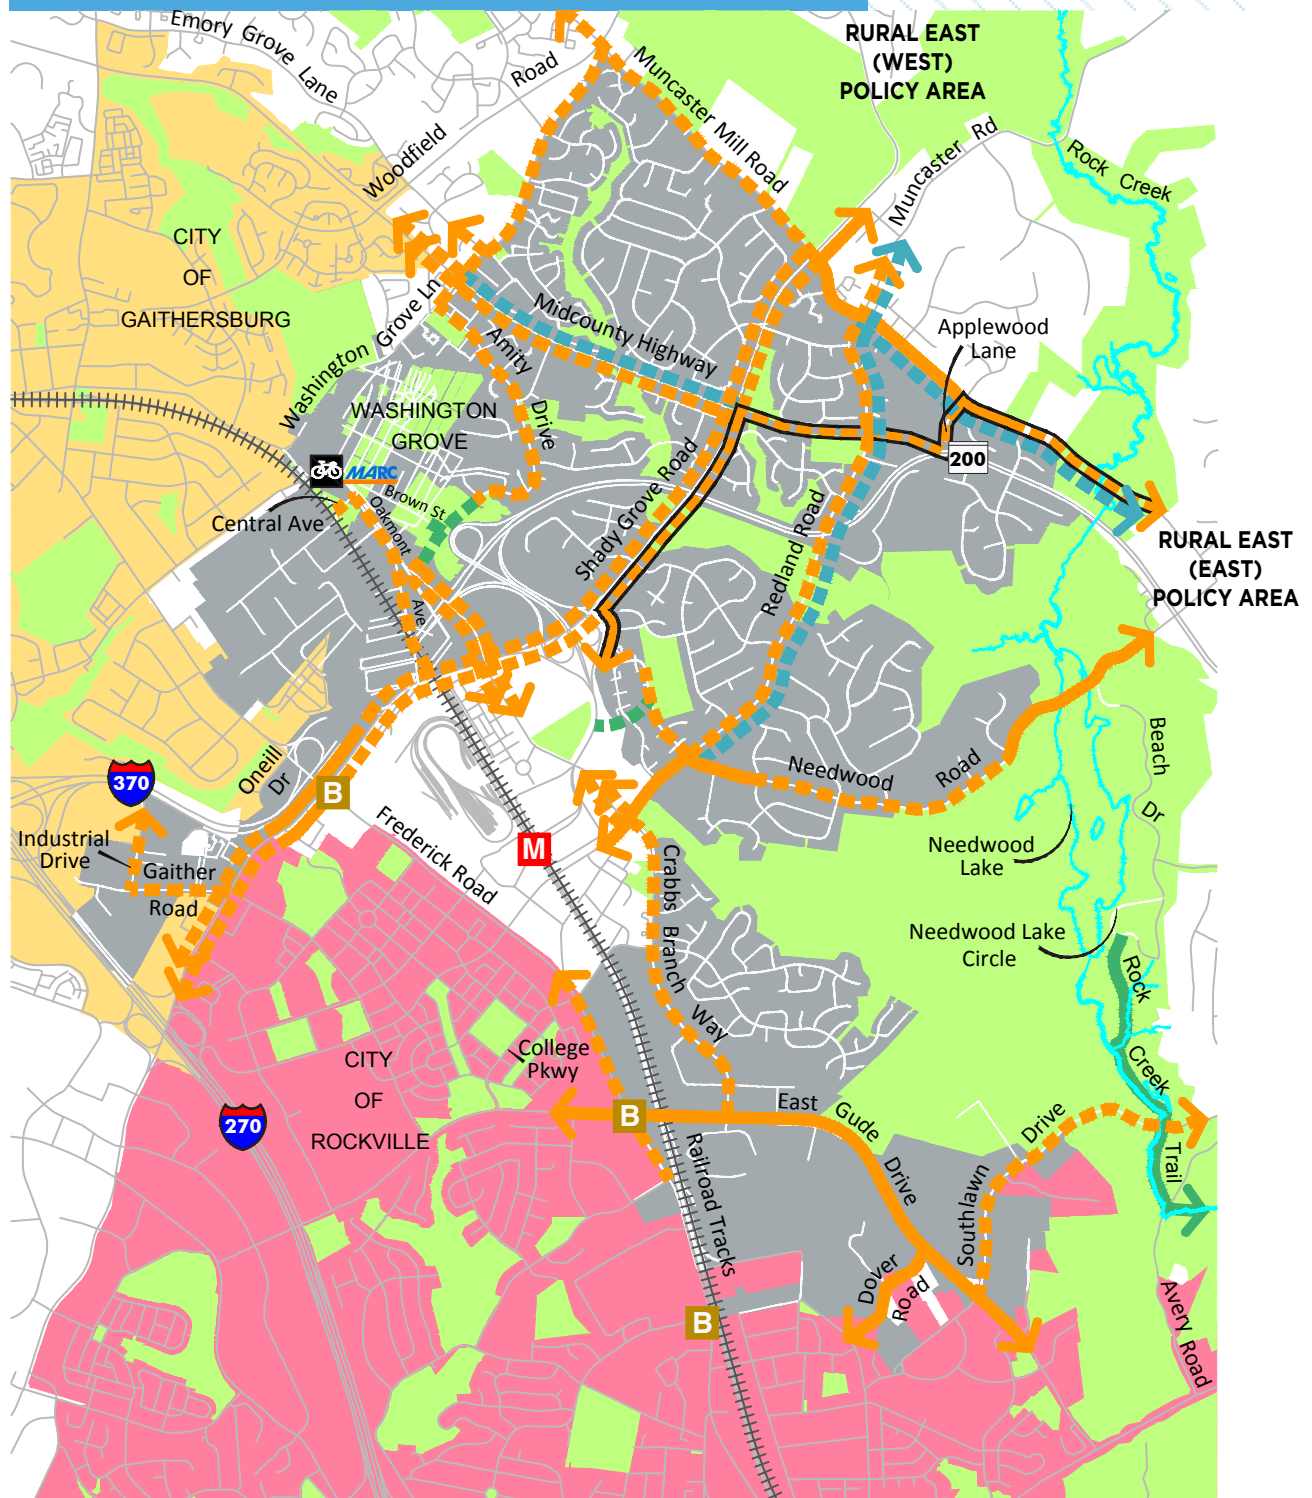 RURAL EAST
(WEST)
POLICY AREA
Emory Grove Lane
Woodfield Road
Muncaster Mill Road
Muncaster Rd
Rock Creek
CITY
OF
GAITHERSBURG
Washington Grove Ln
Midcounty Highway
Amity Drive
Applewood
Lane
WASHINGTON
GROVE
MARC
Brown St
Central Ave
Oakmont Ave
Shady Grove Road
200
Redland Road
RURAL EAST
(EAST)
POLICY AREA
Oneill
Dr
370
B
Industrial
Drive
Gaither
Road
Frederick Road
M
Needwood Road
Beach Dr
Needwood
Lake
Crabbs Branch Way
Needwood Lake
Circle
Rock Creek Trail
College
Pkwy
CITY
OF
ROCKVILLE
270
B
East Gude Drive
Southlawn Drive
Railroad Tracks
Dover
Road
B
Avery Road